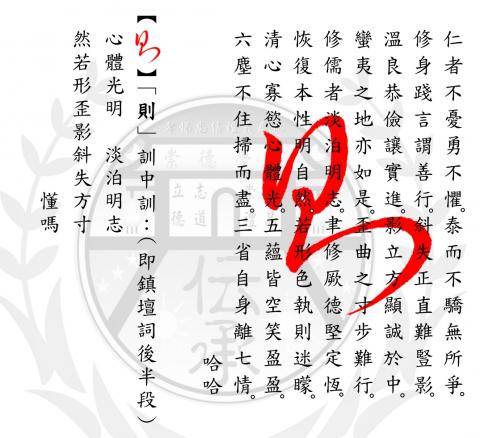 仁者不憂勇不懼。泰而不驕無所爭。
修身踐言謂善行。斜失正直難豎影。
溫良恭儉讓實進。影立方顯誠於中。
蠻夷之地亦如是。歪曲之寸步難行。
修儒者淡泊明志。聿修厥德堅定恆。
恢復本性明自然。若形色執則迷矇。
清心寡慾心體光。五蘊皆空笑盈盈。
六塵不住掃而盡。三省自身離七情。
哈哈
【】「則」訓中訓：（即鎮壇詞後半段）
心體光明　淡泊明志
然若形歪影斜失方寸
懂嗎
伝承